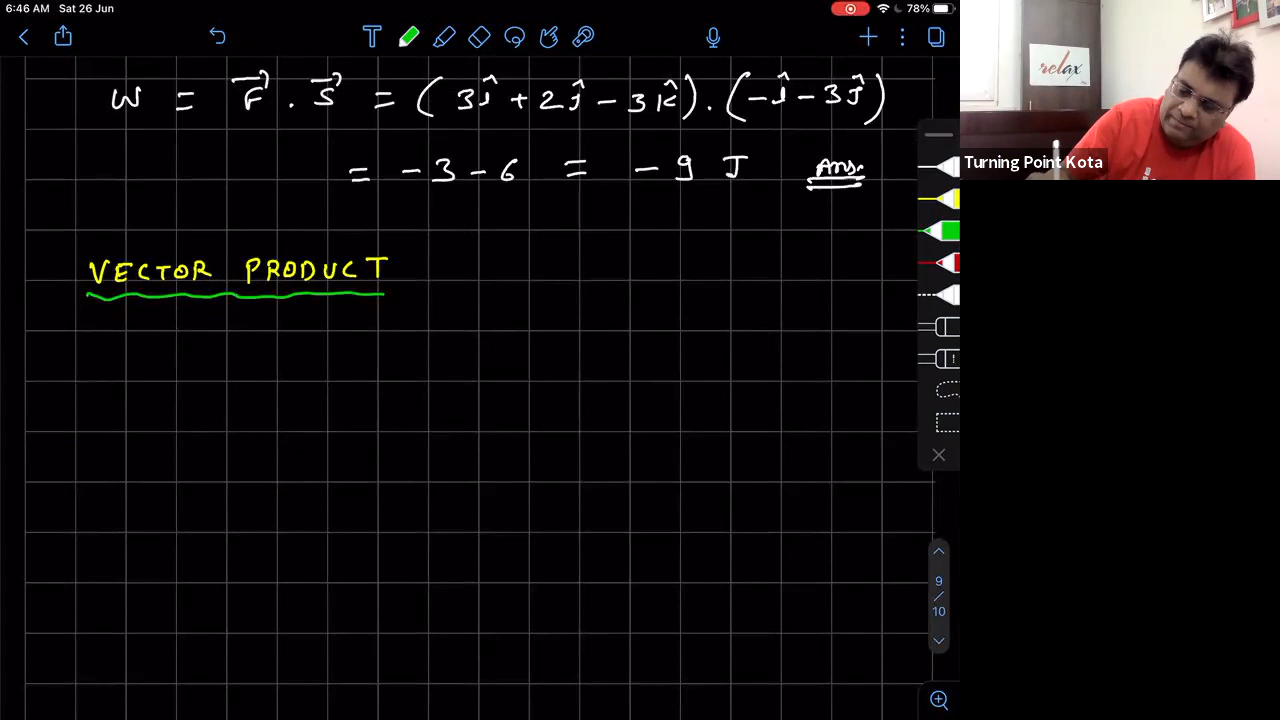 6:46 AM Sat 26 Jun
78%
W = F⃗ . S⃗ = ( 3î + 2ĵ - 3k̂ ) . ( -î - 3ĵ )
= -3 - 6 = - 9 J Ans.
VECTOR PRODUCT
relax
Turning Point Kota
T
9
/
10